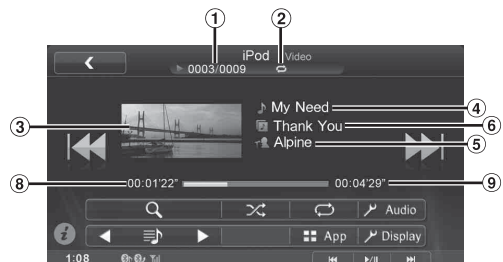 1 2
iPod Video
0003/0009
3
My Need 4
Thank You 6
Alpine 5
8 00:01'22" 00:04'29" 9
Audio
App Display
1:08